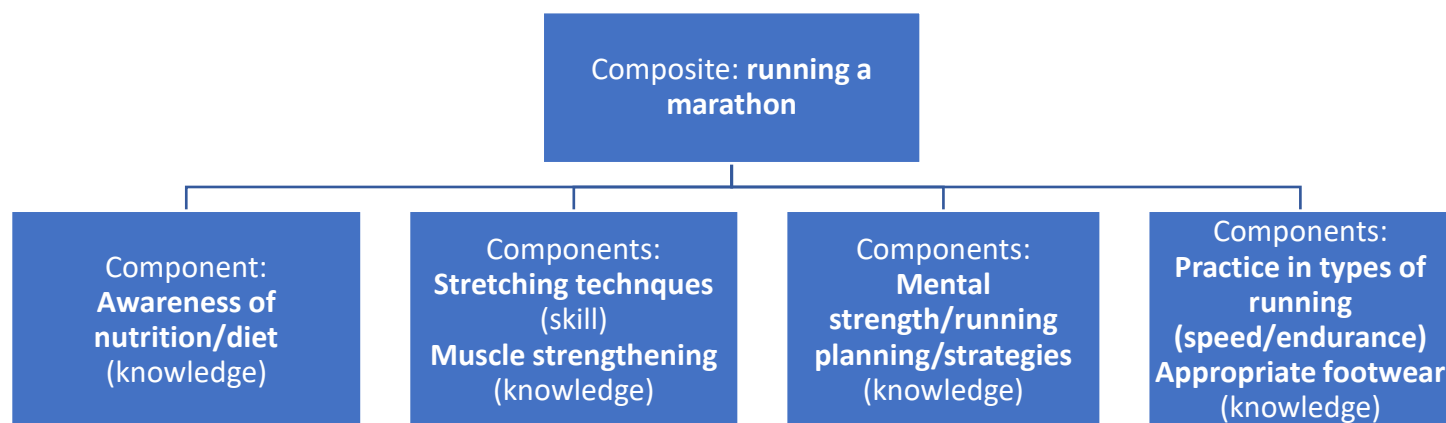 Composite: running a
marathon
Component:
Awareness of
nutrition/diet
(knowledge)
Components:
Stretching technques
(skill)
Muscle strengthening
(knowledge)
Components:
Mental
strength/running
planning/strategies
(knowledge)
Components:
Practice in types of
running
(speed/endurance)
Appropriate footwear
(knowledge)